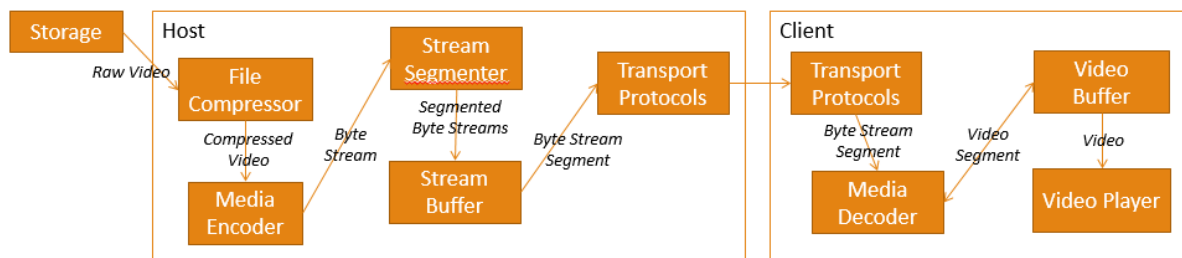 Storage
Raw Video
Host
File
Compressor
Compressed
Video
Media
Encoder
Byte
Stream
Stream
Segmenter
Segmented
Byte Streams
Stream
Buffer
Byte Stream
Segment
Transport
Protocols
Client
Transport
Protocols
Byte Stream
Segment
Media
Decoder
Video
Segment
Video
Buffer
Video
Video Player